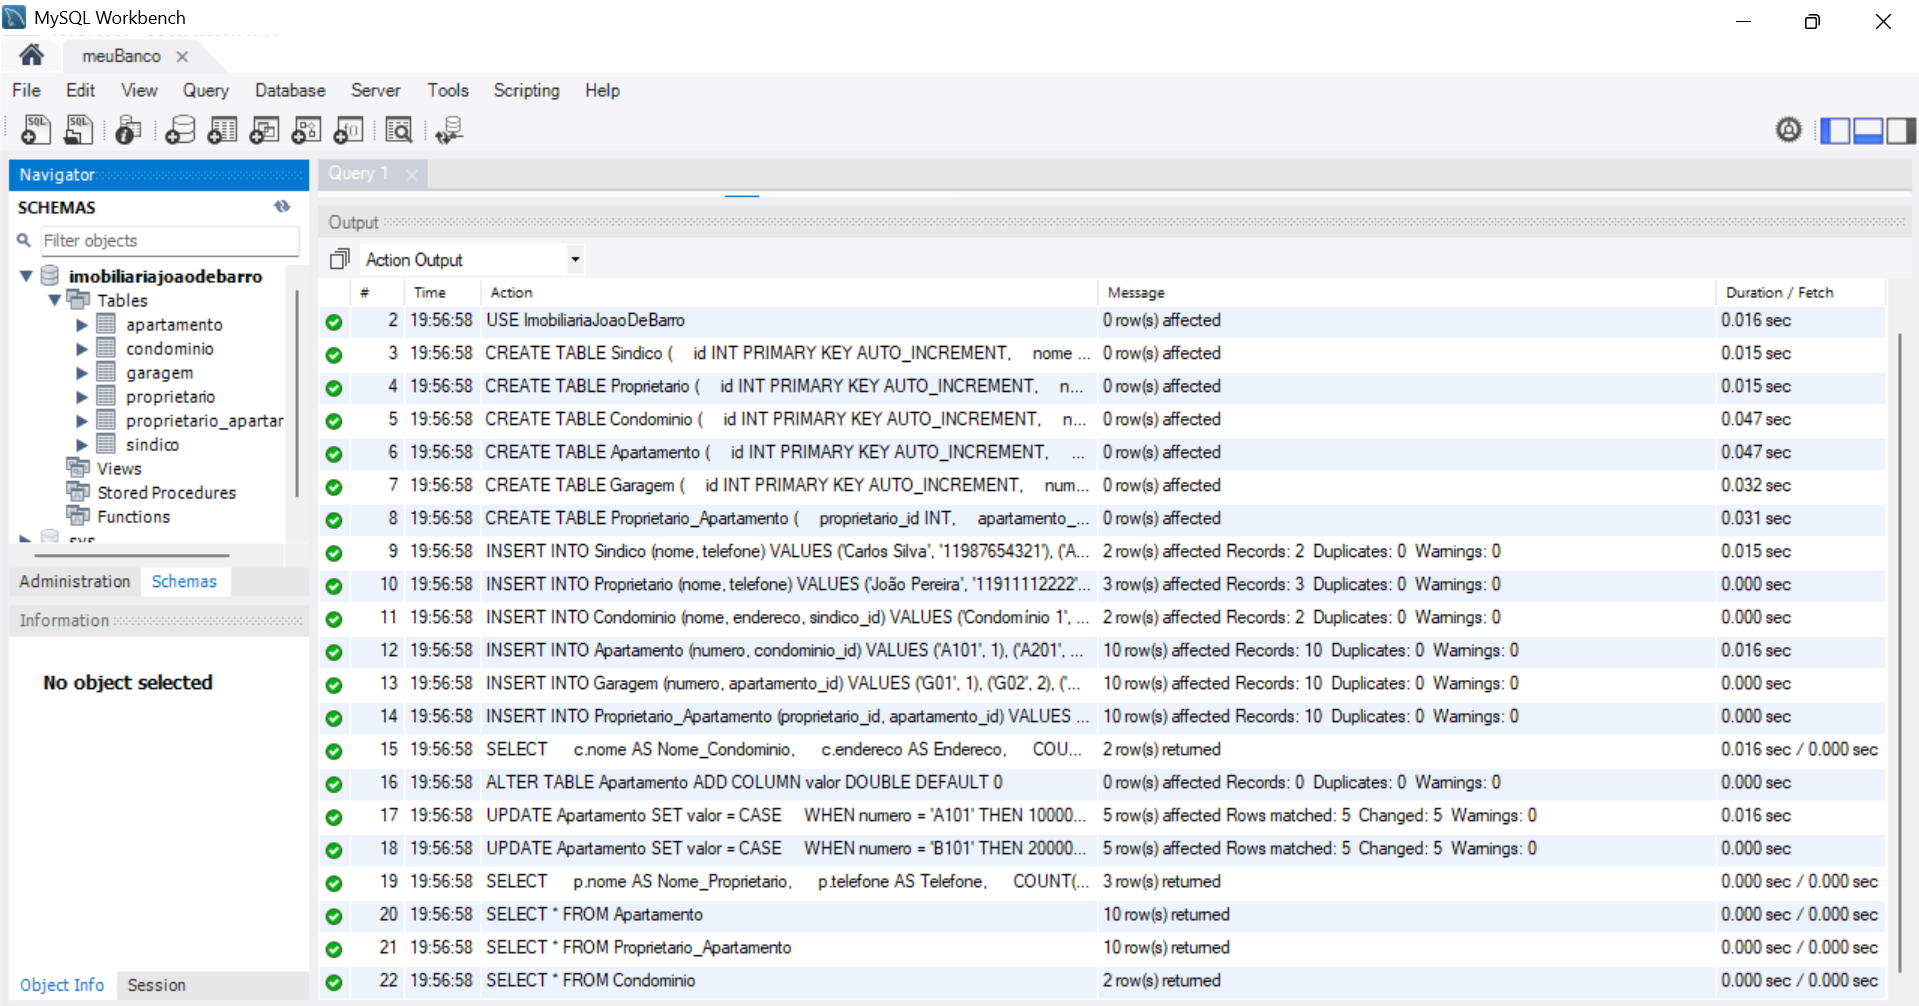 MySQL Workbench
meuBanco
File Edit View Query Database Server Tools Scripting Help
Navigator
SCHEMAS
Filter objects
imobiliariajoaodebarro
Tables
apartamento
condominio
garagem
proprietario
proprietario_apartar
sindico
Views
Stored Procedures
Functions
sys
Administration Schemas
Information
No object selected
Object Info Session
Query 1
Output
Action Output
# Time Action Message Duration / Fetch
2 19:56:58 USE ImobiliariaJoaoDeBarro 0 row(s) affected 0.016 sec
3 19:56:58 CREATE TABLE Sindico ( id INT PRIMARY KEY AUTO_INCREMENT, nome ... 0 row(s) affected 0.015 sec
4 19:56:58 CREATE TABLE Proprietario ( id INT PRIMARY KEY AUTO_INCREMENT, n... 0 row(s) affected 0.015 sec
5 19:56:58 CREATE TABLE Condominio ( id INT PRIMARY KEY AUTO_INCREMENT, n... 0 row(s) affected 0.047 sec
6 19:56:58 CREATE TABLE Apartamento ( id INT PRIMARY KEY AUTO_INCREMENT, ... 0 row(s) affected 0.047 sec
7 19:56:58 CREATE TABLE Garagem ( id INT PRIMARY KEY AUTO_INCREMENT, num... 0 row(s) affected 0.032 sec
8 19:56:58 CREATE TABLE Proprietario_Apartamento ( proprietario_id INT, apartamento_... 0 row(s) affected 0.031 sec
9 19:56:58 INSERT INTO Sindico (nome, telefone) VALUES ('Carlos Silva', '11987654321'), ('A... 2 row(s) affected Records: 2 Duplicates: 0 Warnings: 0 0.015 sec
10 19:56:58 INSERT INTO Proprietario (nome, telefone) VALUES ('João Pereira', '11911112222'... 3 row(s) affected Records: 3 Duplicates: 0 Warnings: 0 0.000 sec
11 19:56:58 INSERT INTO Condominio (nome, endereco, sindico_id) VALUES ('Condomínio 1', ... 2 row(s) affected Records: 2 Duplicates: 0 Warnings: 0 0.000 sec
12 19:56:58 INSERT INTO Apartamento (numero, condominio_id) VALUES ('A101', 1), ('A201', ... 10 row(s) affected Records: 10 Duplicates: 0 Warnings: 0 0.016 sec
13 19:56:58 INSERT INTO Garagem (numero, apartamento_id) VALUES ('G01', 1), ('G02', 2), ('... 10 row(s) affected Records: 10 Duplicates: 0 Warnings: 0 0.000 sec
14 19:56:58 INSERT INTO Proprietario_Apartamento (proprietario_id, apartamento_id) VALUES ... 10 row(s) affected Records: 10 Duplicates: 0 Warnings: 0 0.000 sec
15 19:56:58 SELECT c.nome AS Nome_Condominio, c.endereco AS Endereco, COU... 2 row(s) returned 0.016 sec / 0.000 sec
16 19:56:58 ALTER TABLE Apartamento ADD COLUMN valor DOUBLE DEFAULT 0 0 row(s) affected Records: 0 Duplicates: 0 Warnings: 0 0.000 sec
17 19:56:58 UPDATE Apartamento SET valor = CASE WHEN numero = 'A101' THEN 10000... 5 row(s) affected Rows matched: 5 Changed: 5 Warnings: 0 0.016 sec
18 19:56:58 UPDATE Apartamento SET valor = CASE WHEN numero = 'B101' THEN 20000... 5 row(s) affected Rows matched: 5 Changed: 5 Warnings: 0 0.000 sec
19 19:56:58 SELECT p.nome AS Nome_Proprietario, p.telefone AS Telefone, COUNT(... 3 row(s) returned 0.000 sec / 0.000 sec
20 19:56:58 SELECT * FROM Apartamento 10 row(s) returned 0.000 sec / 0.000 sec
21 19:56:58 SELECT * FROM Proprietario_Apartamento 10 row(s) returned 0.000 sec / 0.000 sec
22 19:56:58 SELECT * FROM Condominio 2 row(s) returned 0.000 sec / 0.000 sec